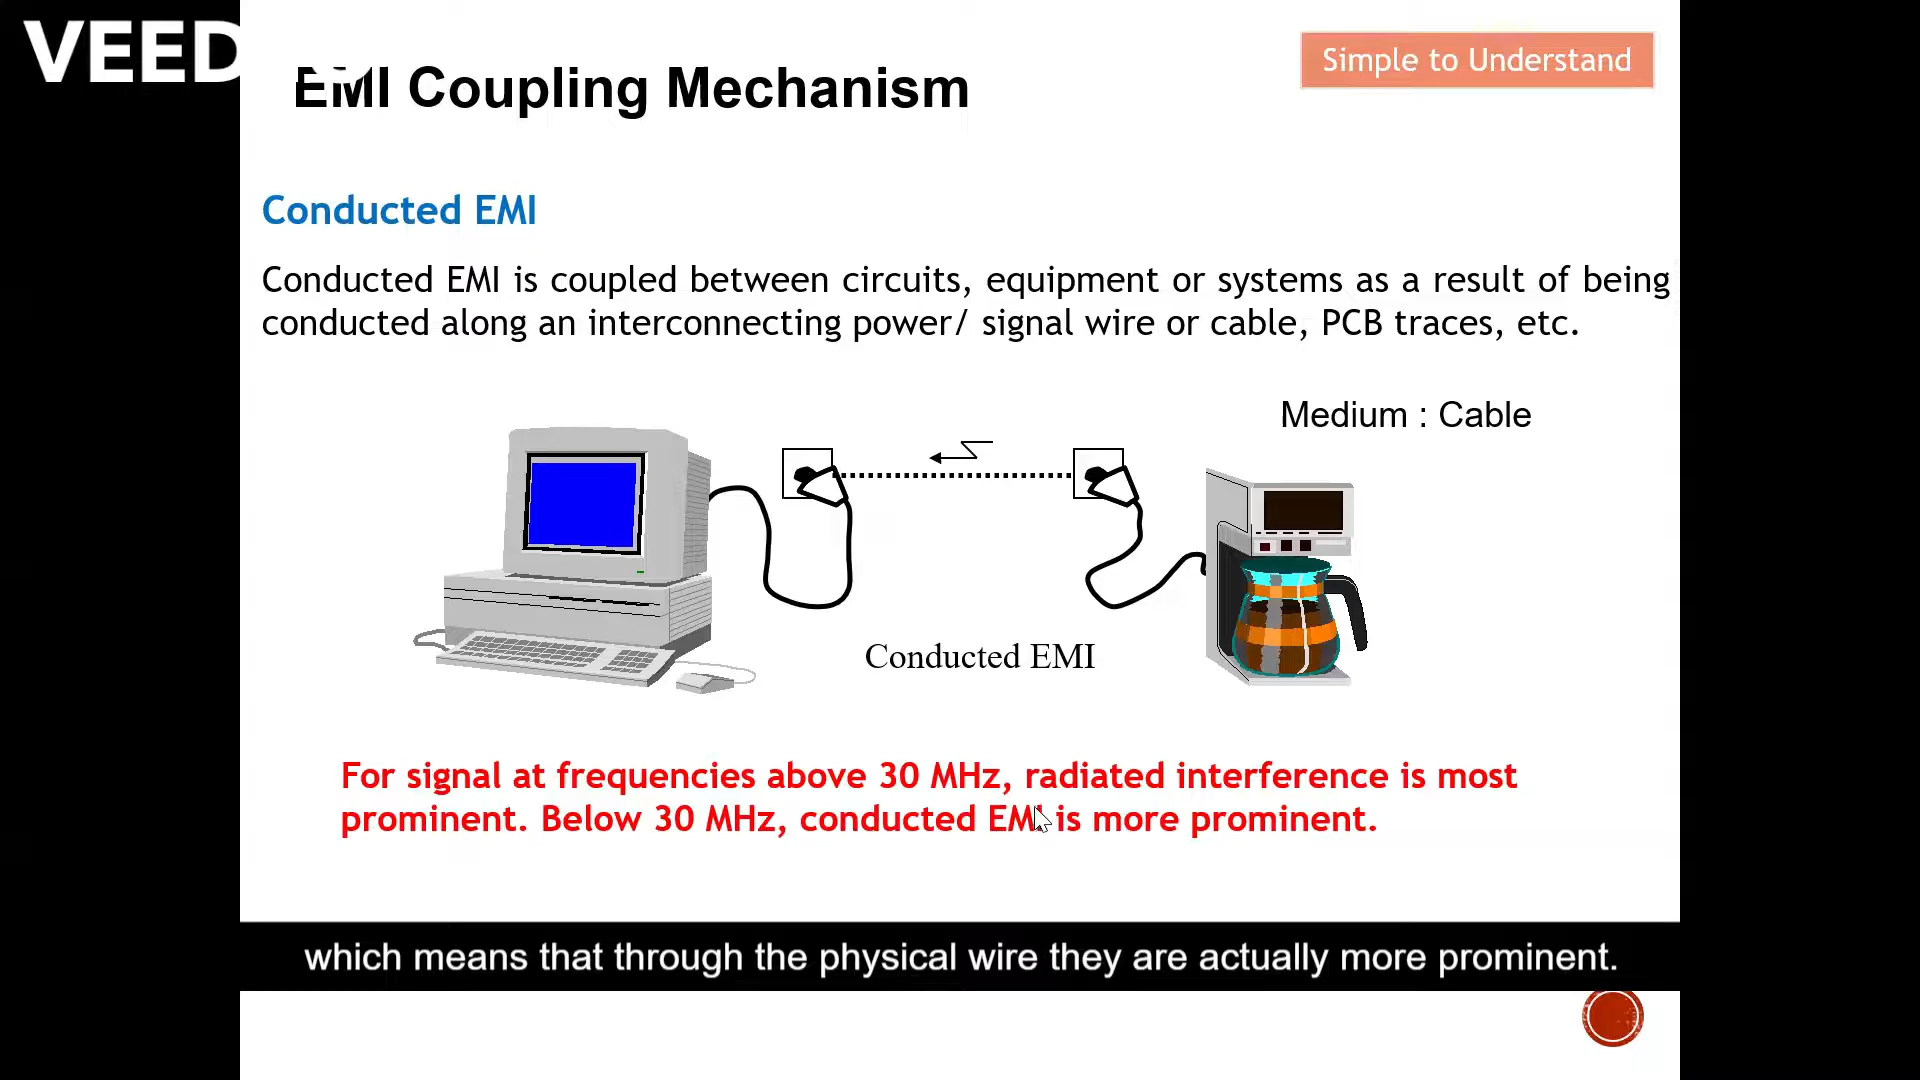 VEED
EMI Coupling Mechanism
Simple to Understand
Conducted EMI
Conducted EMI is coupled between circuits, equipment or systems as a result of being
conducted along an interconnecting power/ signal wire or cable, PCB traces, etc.
Medium : Cable
Conducted EMI
For signal at frequencies above 30 MHz, radiated interference is most
prominent. Below 30 MHz, conducted EMI is more prominent.
which means that through the physical wire they are actually more prominent.